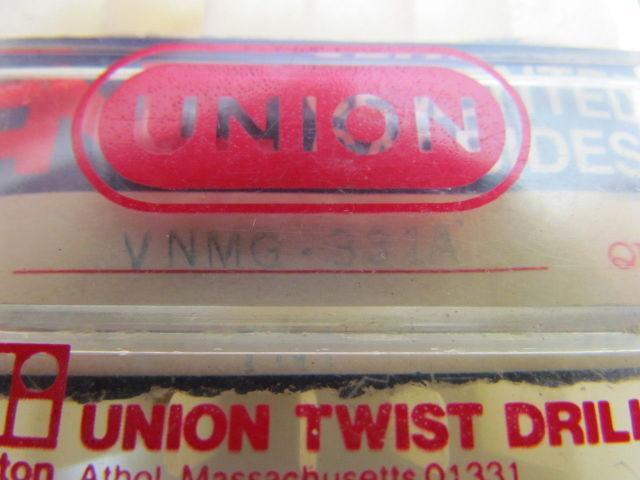 UNION
VNMG-331A
UNION TWIST DRILL
Athol, Massachusetts 01331